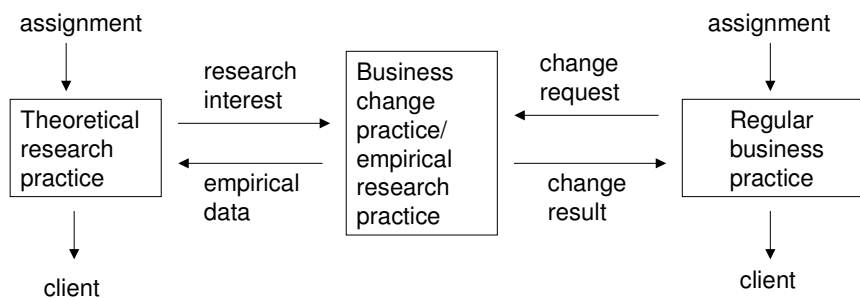 assignment
Theoretical
research
practice
client
research
interest
empirical
data
Business
change
practice/
empirical
research
practice
change
request
change
result
assignment
Regular
business
practice
client